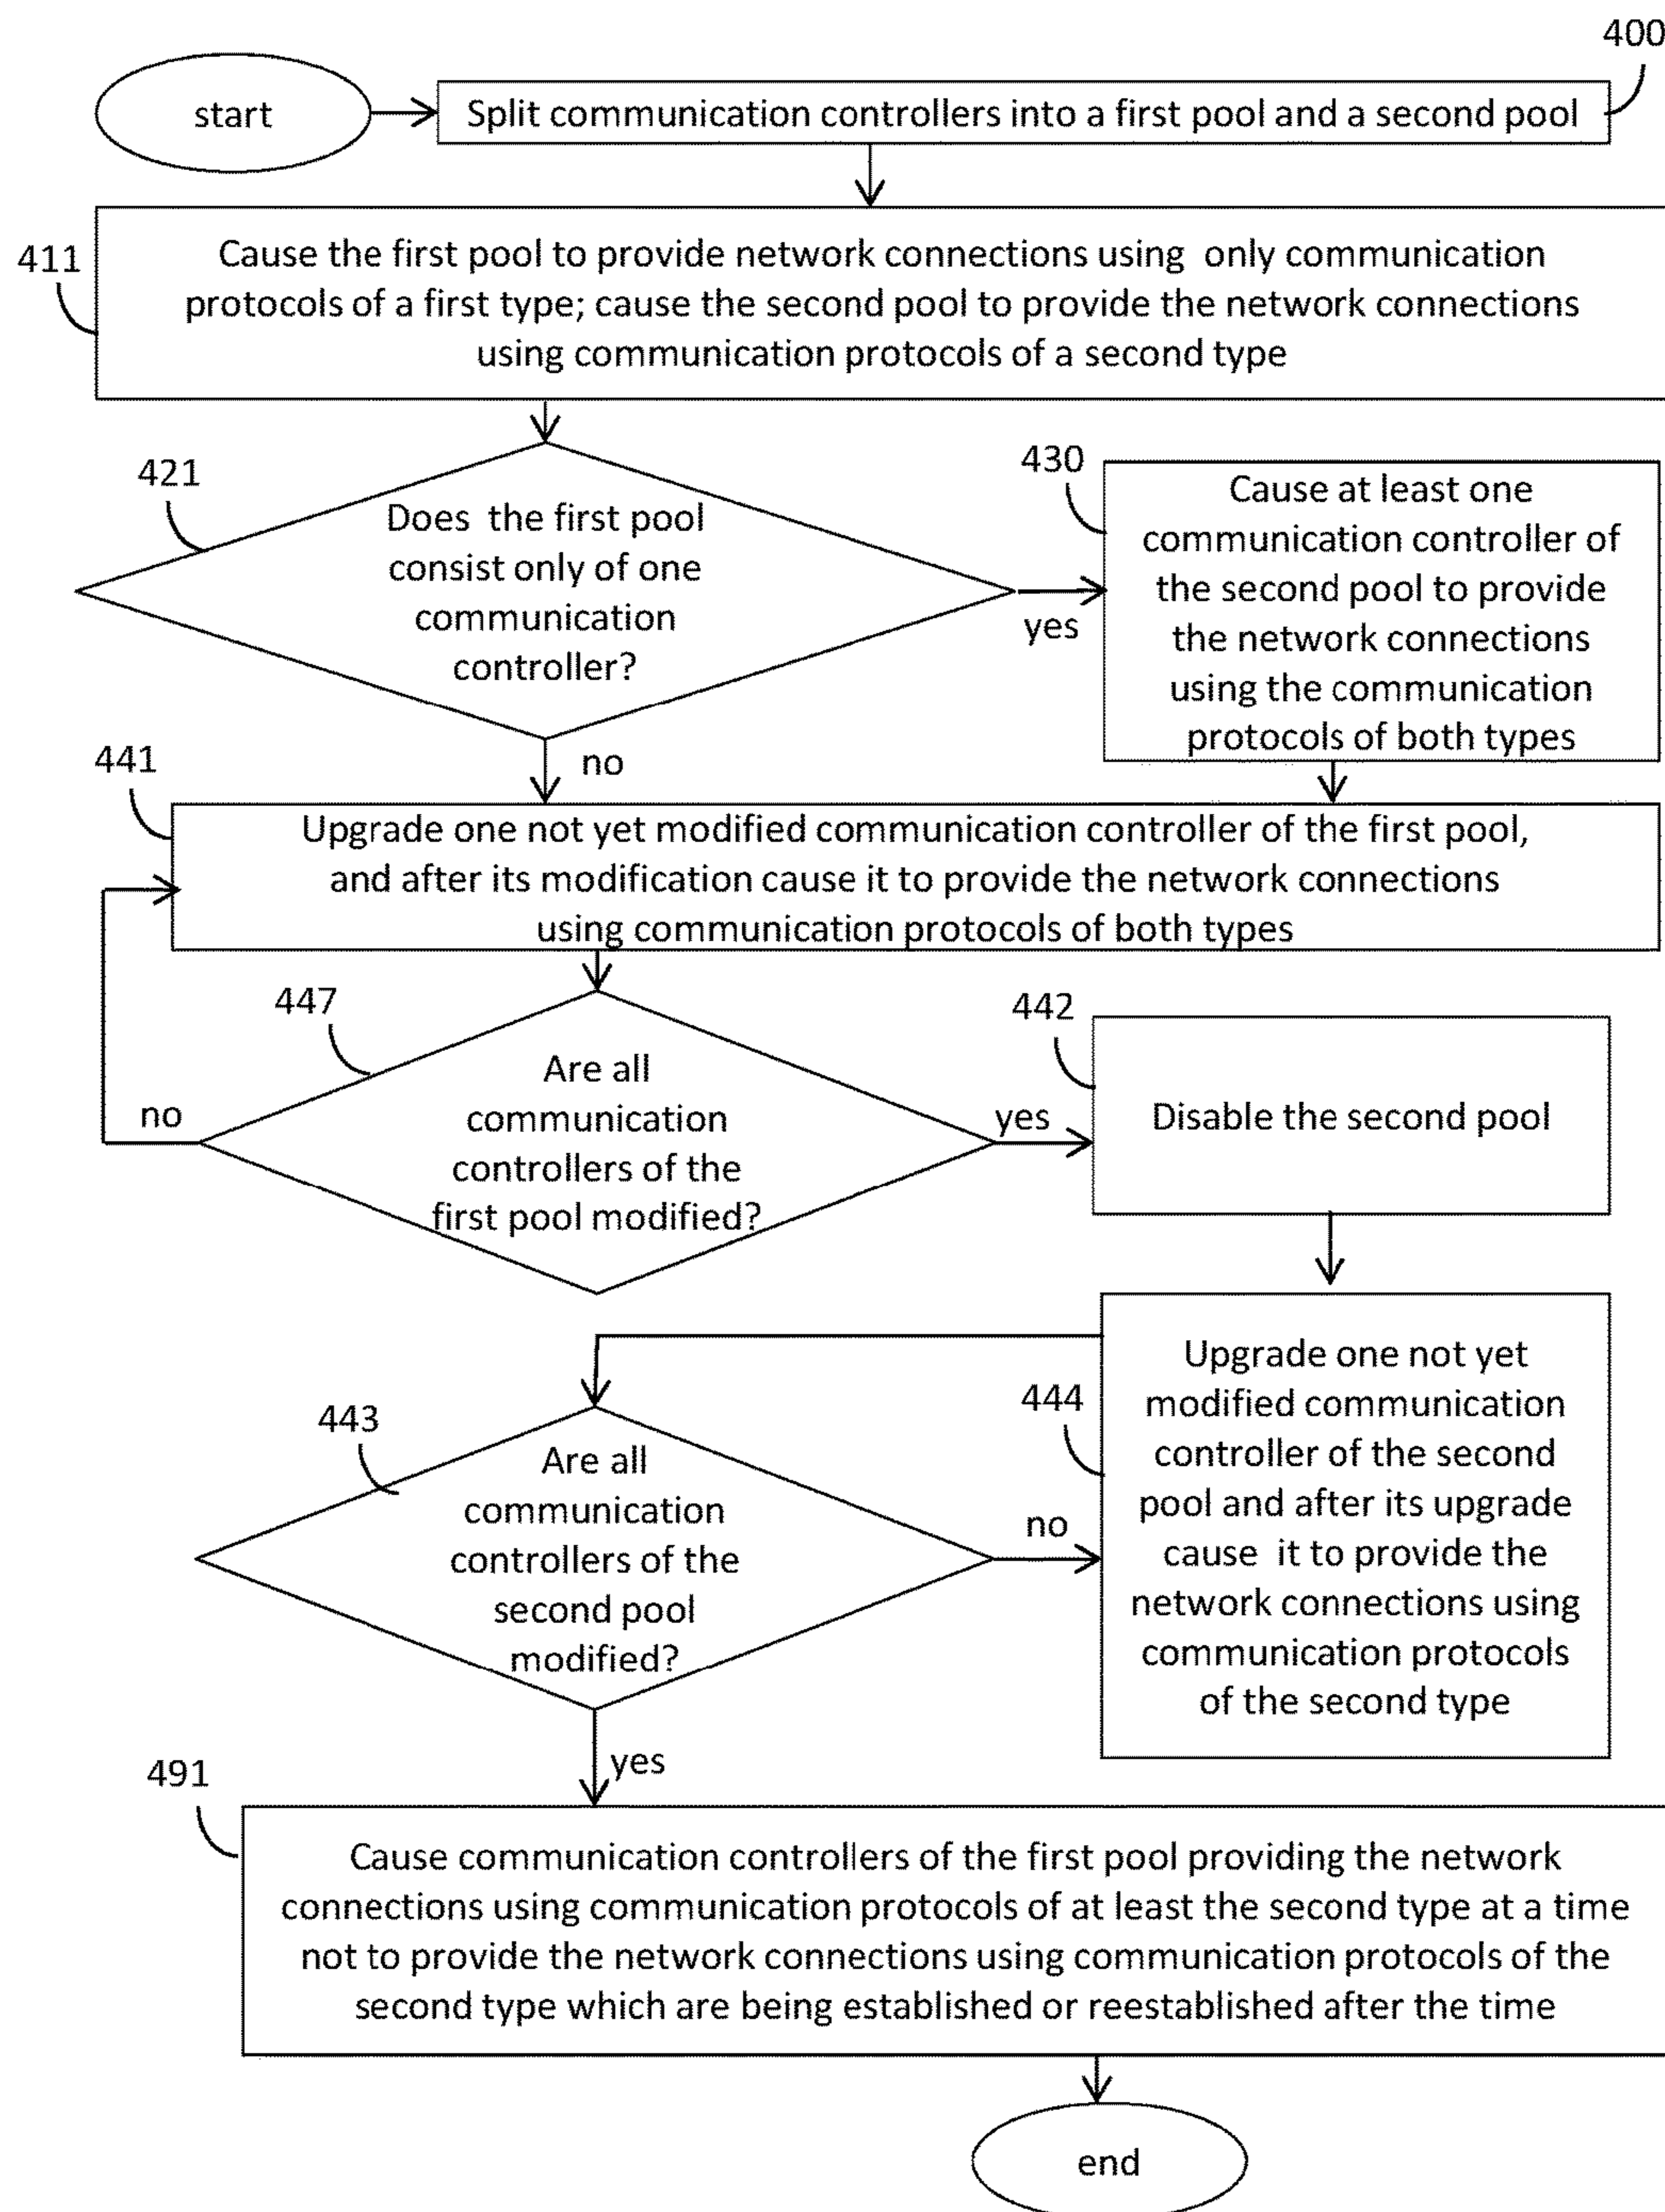 400
start
Split communication controllers into a first pool and a second pool
411
Cause the first pool to provide network connections using only communication
protocols of a first type; cause the second pool to provide the network connections
using communication protocols of a second type
421
Does the first pool
consist only of one
communication
controller?
yes
no
430
Cause at least one
communication controller of
the second pool to provide
the network connections
using the communication
protocols of both types
441
Upgrade one not yet modified communication controller of the first pool,
and after its modification cause it to provide the network connections
using communication protocols of both types
447
Are all
communication
controllers of the
first pool modified?
no
yes
442
Disable the second pool
443
Are all
communication
controllers of the
second pool
modified?
no
yes
444
Upgrade one not yet
modified communication
controller of the second
pool and after its upgrade
cause it to provide the
network connections using
communication protocols
of the second type
491
Cause communication controllers of the first pool providing the network
connections using communication protocols of at least the second type at a time
not to provide the network connections using communication protocols of the
second type which are being established or reestablished after the time
end